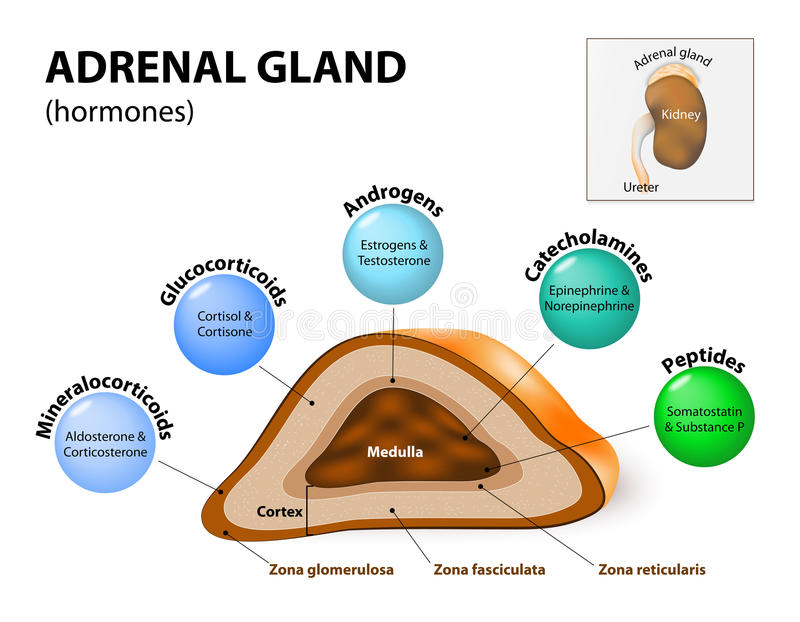 ADRENAL GLAND
(hormones)
Adrenal gland
Kidney
Ureter
Androgens
Estrogens &
Testosterone
Catecholamines
Epinephrine &
Norepinephrine
Glucocorticoids
Cortisol &
Cortisone
Peptides
Somatostatin
& Substance P
Mineralocorticoids
Aldosterone &
Corticosterone
Medulla
Cortex
Zona glomerulosa
Zona fasciculata
Zona reticularis
dreamstime